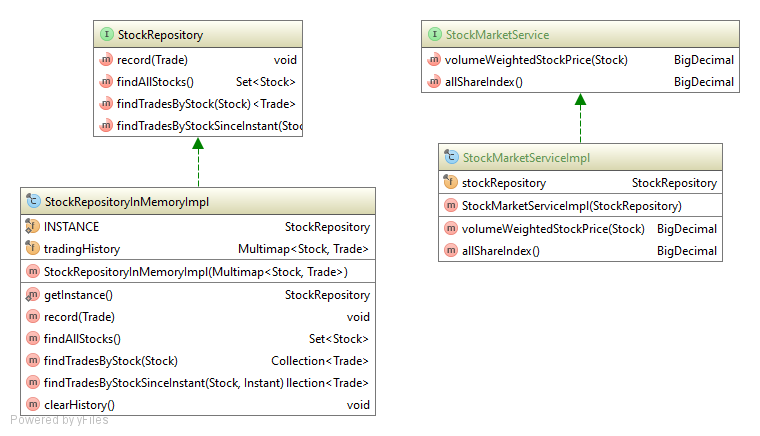 StockRepository
record(Trade) void
findAllStocks() Set<Stock>
findTradesByStock(Stock) <Trade>
findTradesByStockSinceInstant(Stoc
StockRepositoryInMemoryImpl
INSTANCE StockRepository
tradingHistory Multimap<Stock, Trade>
StockRepositoryInMemoryImpl(Multimap<Stock, Trade>)
getInstance() StockRepository
record(Trade) void
findAllStocks() Set<Stock>
findTradesByStock(Stock) Collection<Trade>
findTradesByStockSinceInstant(Stock, Instant) llection<Trade>
clearHistory() void
StockMarketService
volumeWeightedStockPrice(Stock) BigDecimal
allShareIndex() BigDecimal
StockMarketServiceImpl
stockRepository StockRepository
StockMarketServiceImpl(StockRepository)
volumeWeightedStockPrice(Stock) BigDecimal
allShareIndex() BigDecimal
Powered by yFiles